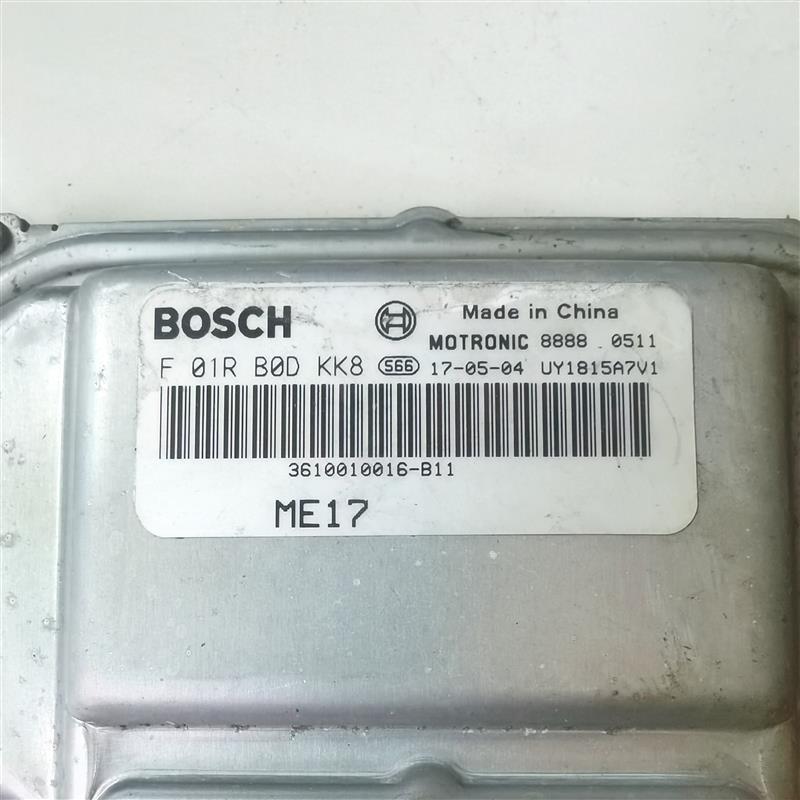 BOSCH
Made in China
MOTRONIC 8888 0511
F 01R B0D KK8 S66 17-05-04 UY1815A7V1
3610010016-B11
ME17